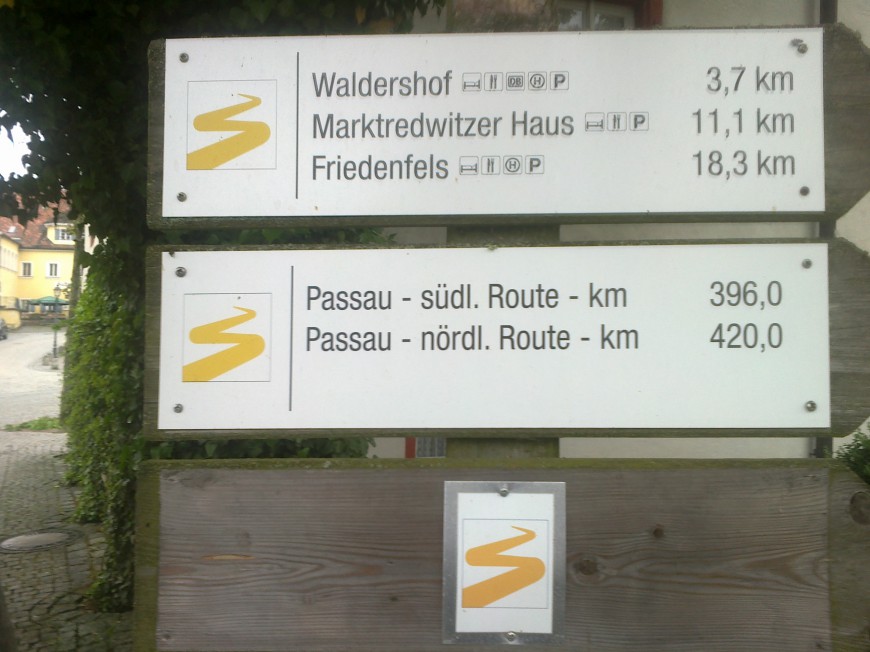 Waldershof DB H P 3,7 km
Marktredwitzer Haus P 11,1 km
Friedenfels H P 18,3 km
Passau - südl. Route - km 396,0
Passau - nördl. Route - km 420,0